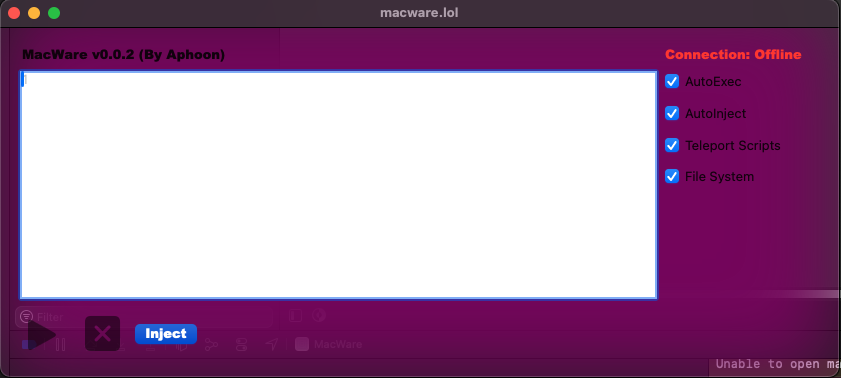 macware.lol
MacWare v0.0.2 (By Aphoon)
Connection: Offline
1
AutoExec
AutoInject
Teleport Scripts
File System
Filter
Inject
MacWare
Unable to open ma